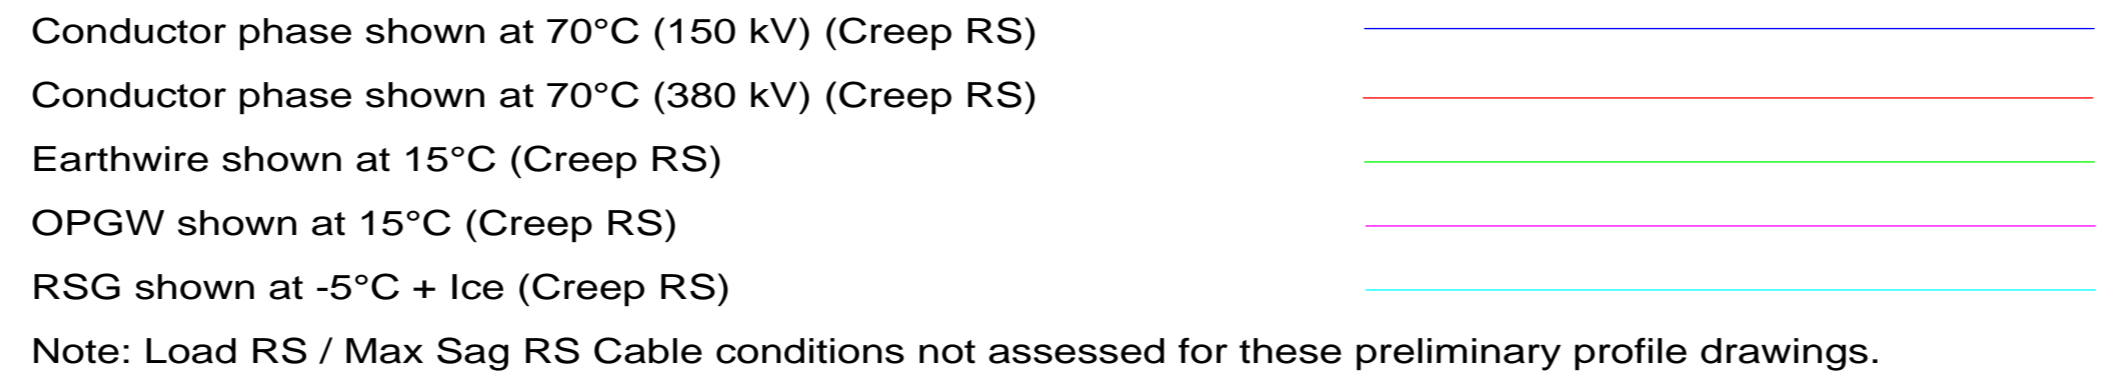 Conductor phase shown at 70°C (150 kV) (Creep RS)
Conductor phase shown at 70°C (380 kV) (Creep RS)
Earthwire shown at 15°C (Creep RS)
OPGW shown at 15°C (Creep RS)
RSG shown at -5°C + Ice (Creep RS)
Note: Load RS / Max Sag RS Cable conditions not assessed for these preliminary profile drawings.